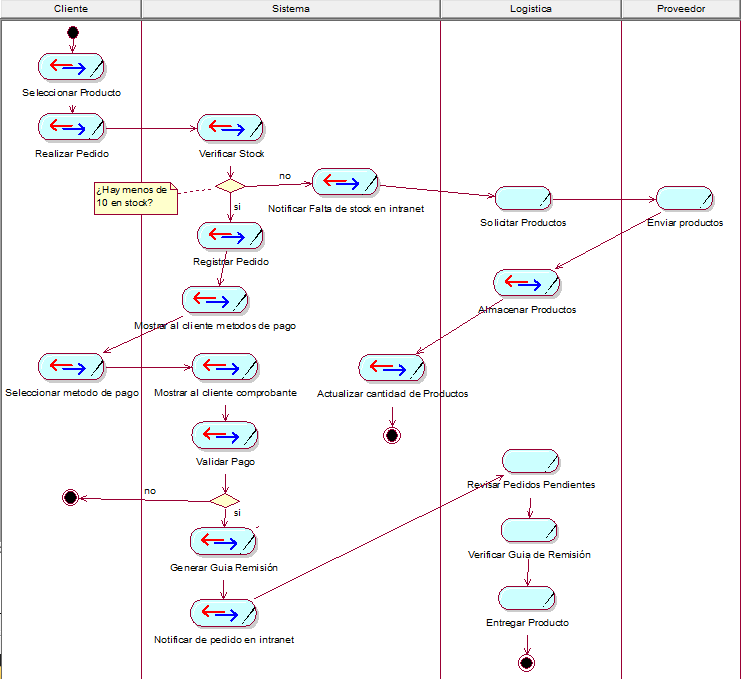 Cliente
Sistema
Logistica
Proveedor
Seleccionar Producto
Realizar Pedido
Verificar Stock
¿Hay menos de
10 en stock?
no
si
Notificar Falta de stock en intranet
Solicitar Productos
Enviar productos
Registrar Pedido
Almacenar Productos
Mostrar al cliente metodos de pago
Seleccionar metodo de pago
Mostrar al cliente comprobante
Actualizar cantidad de Productos
Validar Pago
Revisar Pedidos Pendientes
no
si
Verificar Guia de Remisión
Generar Guia Remisión
Entregar Producto
Notificar de pedido en intranet